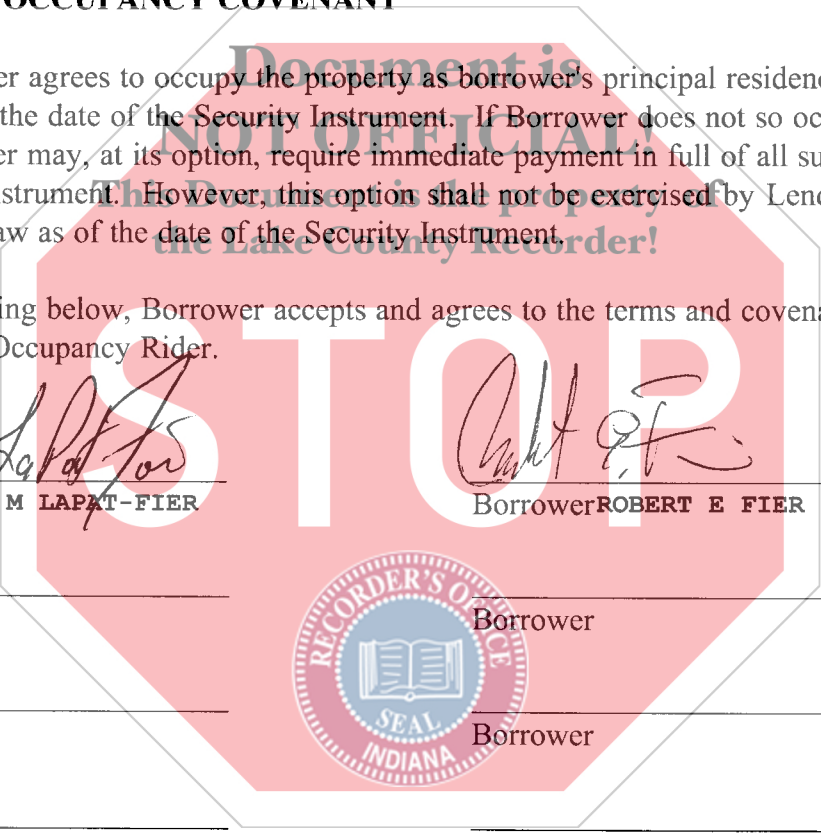 OCCUPANCY COVENANT
er agrees to occupy the property as borrower's principal residen
the date of the Security Instrument. If Borrower does not so oc
er may, at its option, require immediate payment in full of all su
nstrument. However, this option shall not be exercised by Lend
aw as of the date of the Security Instrument.
Document is
NOT OFFICIAL!
This Document is the property of
the Lake County Recorder!
ing below, Borrower accepts and agrees to the terms and covena
Occupancy Rider.
STOP
M LAPAT-FIER
Borrower ROBERT E FIER
Borrower
Borrower
RECORDER'S OFFICE
SEAL
INDIANA